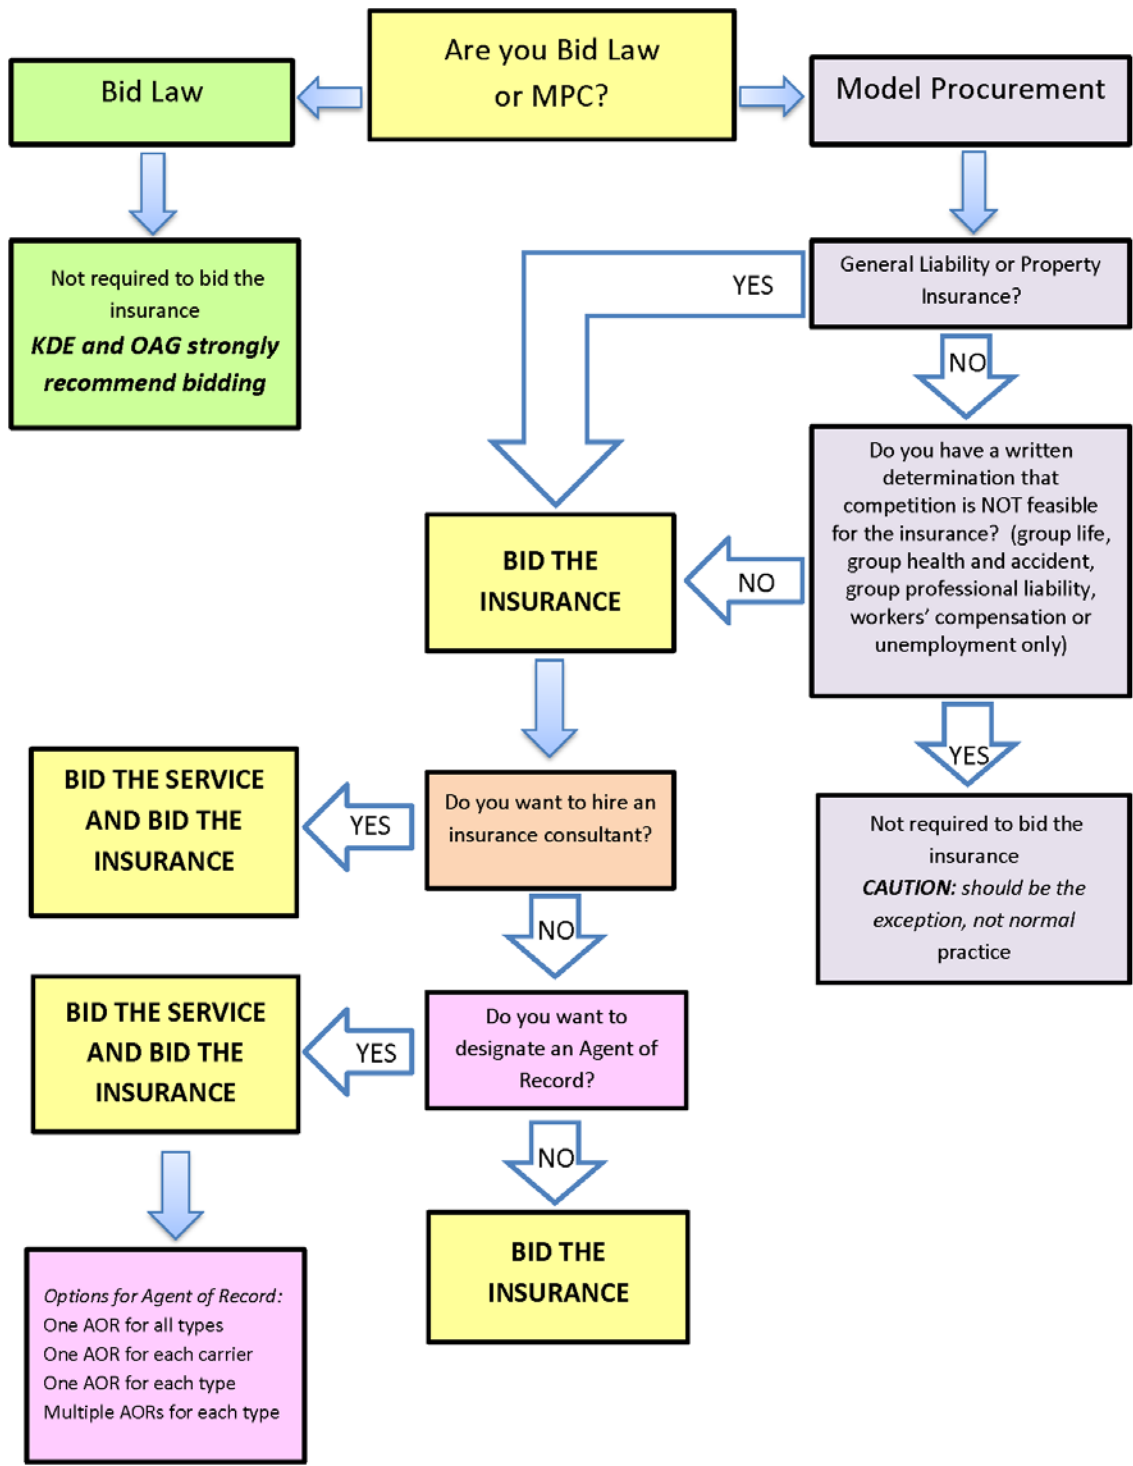 Are you Bid Law
or MPC?
Bid Law
Model Procurement
Not required to bid the
insurance
KDE and OAG strongly
recommend bidding
YES
General Liability or Property
Insurance?
NO
Do you have a written
determination that
competition is NOT feasible
for the insurance? (group life,
group health and accident,
group professional liability,
workers’ compensation or
unemployment only)
NO
BID THE
INSURANCE
YES
Not required to bid the
insurance
CAUTION: should be the
exception, not normal
practice
Do you want to hire an
insurance consultant?
YES
BID THE SERVICE
AND BID THE
INSURANCE
NO
Do you want to
designate an Agent of
Record?
YES
BID THE SERVICE
AND BID THE
INSURANCE
NO
BID THE
INSURANCE
Options for Agent of Record:
One AOR for all types
One AOR for each carrier
One AOR for each type
Multiple AORs for each type